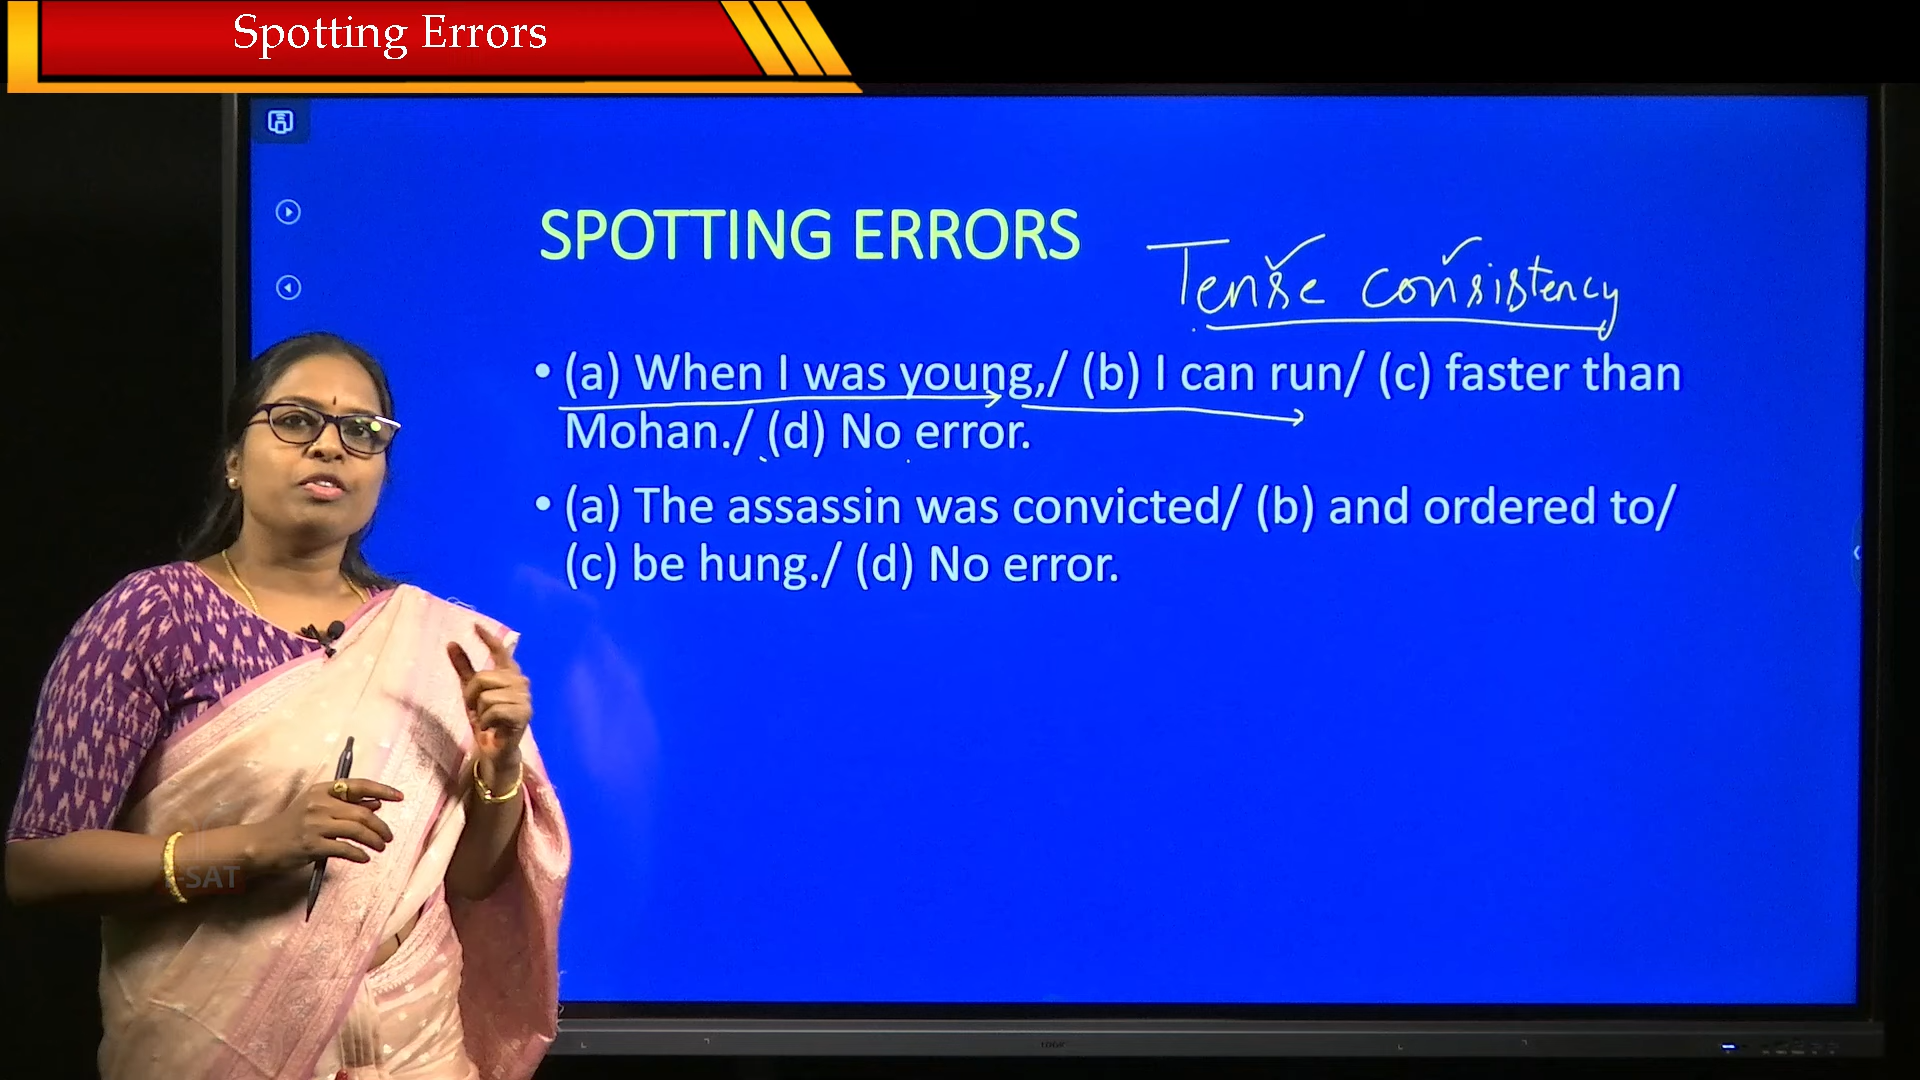 Spotting Errors
SPOTTING ERRORS
Tense consistency
• (a) When I was young,/ (b) I can run/ (c) faster than
Mohan./ (d) No error.
• (a) The assassin was convicted/ (b) and ordered to/
(c) be hung./ (d) No error.
-SAT